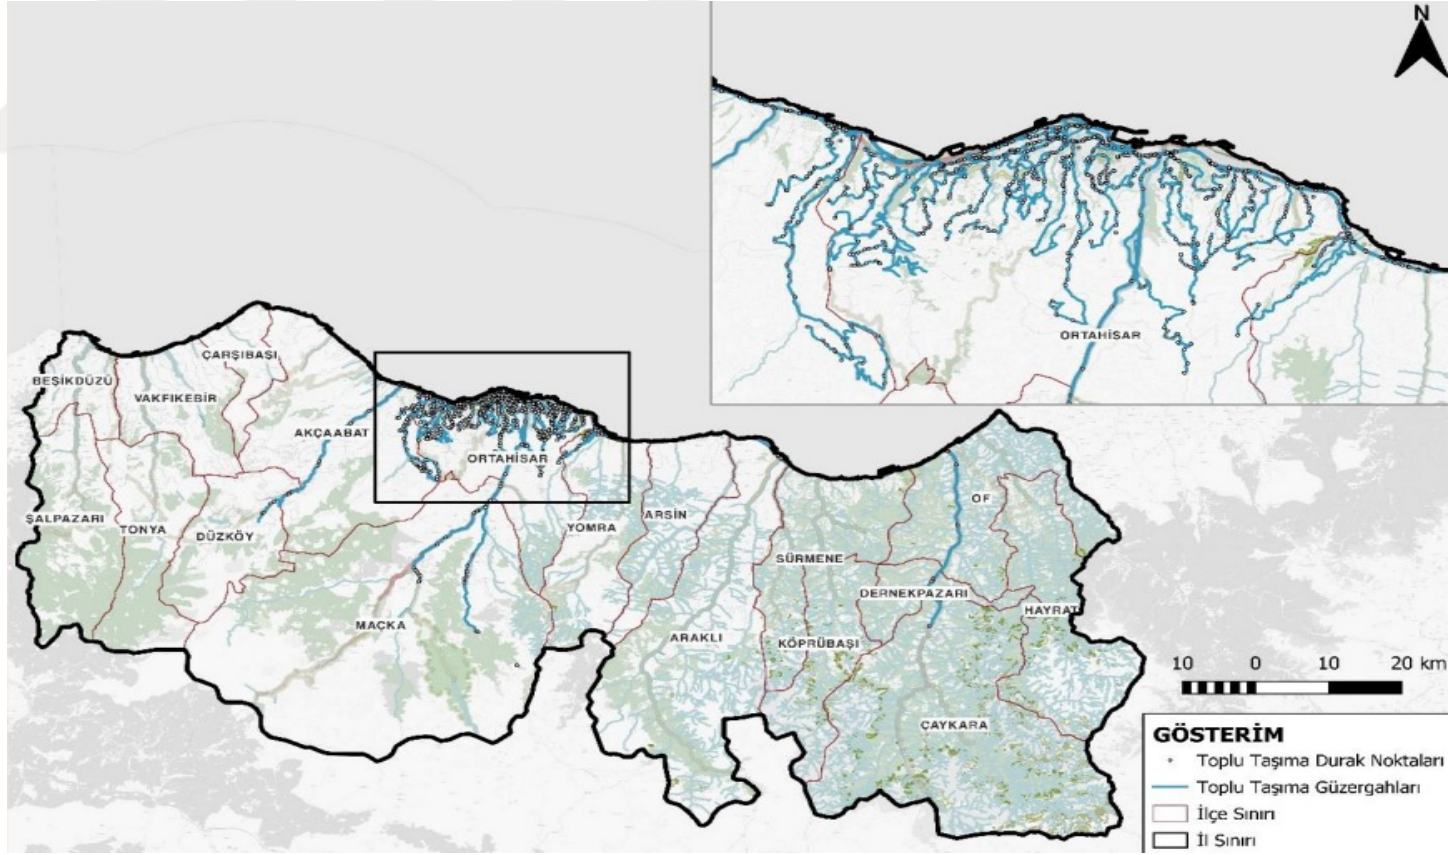 N
ORTAHİSAR
ÇARŞIBAŞI
BEŞİKDÜZÜ
VAKFIKEBİR
AKÇAABAT
ORTAHİSAR
ŞALPAZARI
TONYA
DÜZKÖY
YOMRA
ARSİN
OF
SÜRMENE
DERNEKPAZARI
HAYRAT
MAÇKA
ARAKLI
KÖPRÜBAŞI
ÇAYKARA
10 0 10 20 km
GÖSTERİM
Toplu Taşıma Durak Noktaları
Toplu Taşıma Güzergahları
İlçe Sınırı
İl Sınırı